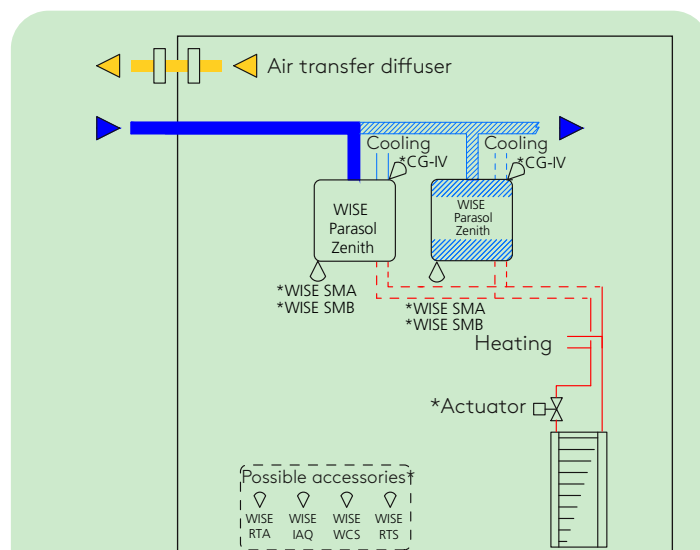 Air transfer diffuser
Cooling
*CG-IV
Cooling
*CG-IV
WISE
Parasol
Zenith
WISE
Parasol
Zenith
*WISE SMA
*WISE SMB
*WISE SMA
*WISE SMB
Heating
*Actuator
Possible accessories*
WISE
RTA
WISE
IAQ
WISE
WCS
WISE
RTS